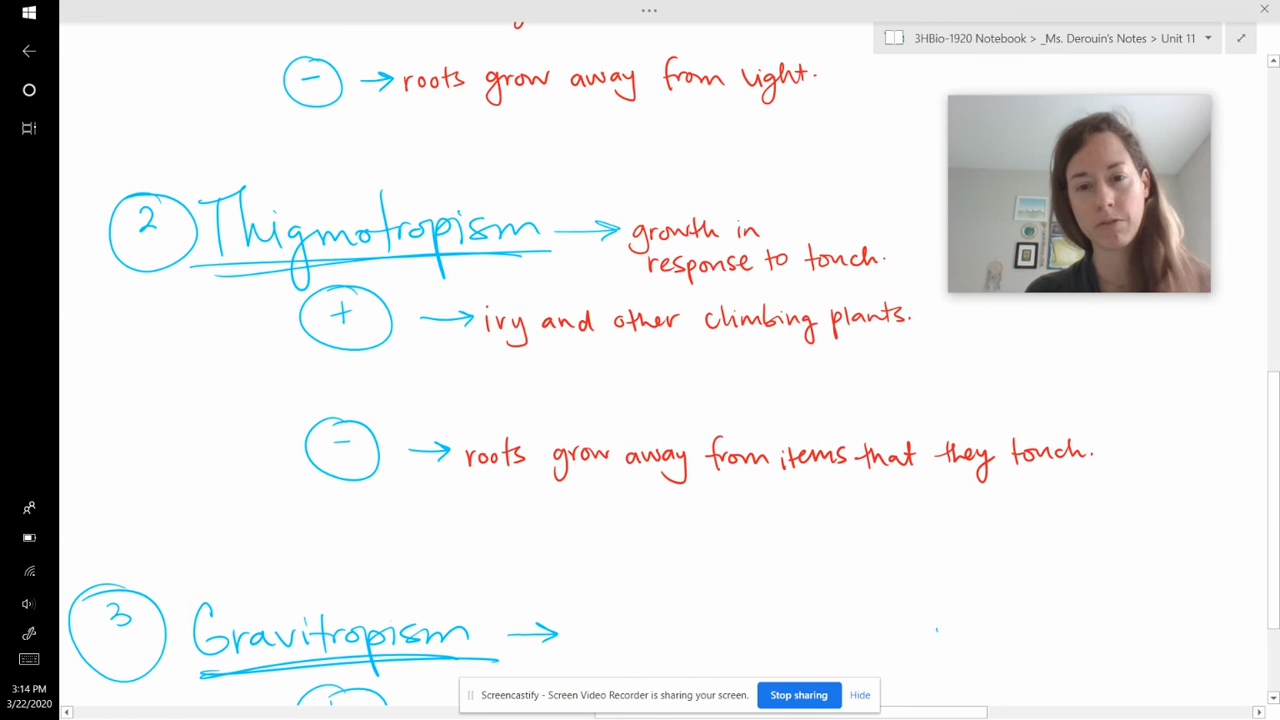 3HBio-1920 Notebook > _Ms. Derouin's Notes > Unit 11
- → roots grow away from light.
2 Thigmotropism → growth in
response to touch.
+ → ivy and other climbing plants.
- → roots grow away from items that they touch.
3 Gravitropism →
Screencastify - Screen Video Recorder is sharing your screen.
Stop sharing
Hide
3:14 PM
3/22/2020